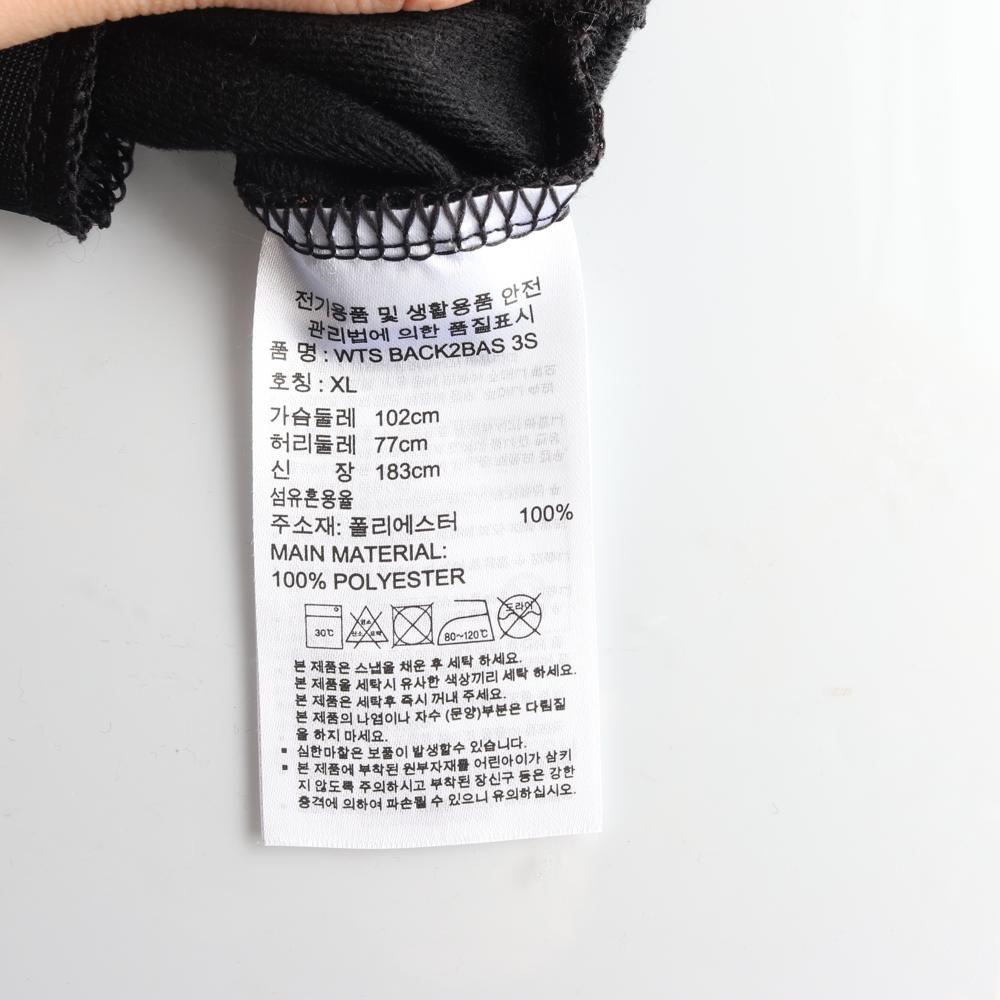 전기용품 및 생활용품 안전
관리법에 의한 품질표시
품 명 : WTS BACK2BAS 3S
호칭 : XL
가슴둘레 102cm
허리둘레 77cm
신 장 183cm
섬유혼용율
주소재: 폴리에스터 100%
MAIN MATERIAL:
100% POLYESTER
30℃ 염소 산소 표백 80~120℃ 드라이
본 제품은 스냅을 채운 후 세탁 하세요.
본 제품을 세탁시 유사한 색상끼리 세탁 하세요.
본 제품은 세탁후 즉시 꺼내 주세요.
본 제품의 나염이나 자수 (문양)부분은 다림질
을 하지 마세요.
▪ 심한마찰은 보풀이 발생할수 있습니다.
▪ 본 제품에 부착된 원부자재를 어린아이가 삼키
지 않도록 주의하시고 부착된 장신구 등은 강한
충격에 의하여 파손될 수 있으니 유의하십시오.